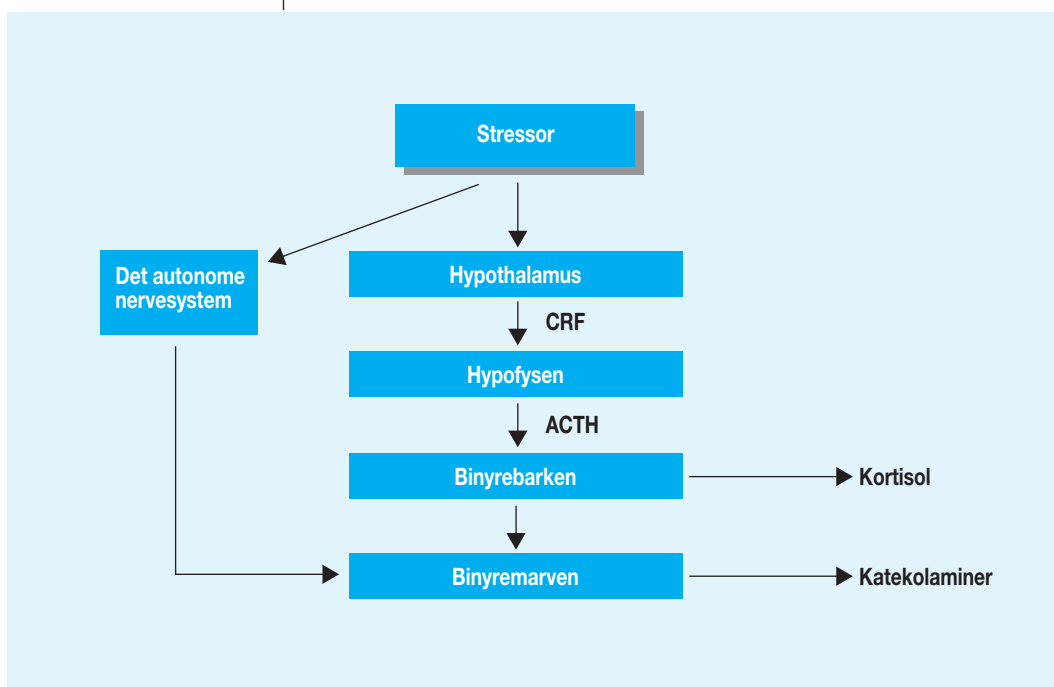 Stressor
Det autonome
nervesystem
Hypothalamus
CRF
Hypofysen
ACTH
Binyrebarken
Kortisol
Binyremarven
Katekolaminer